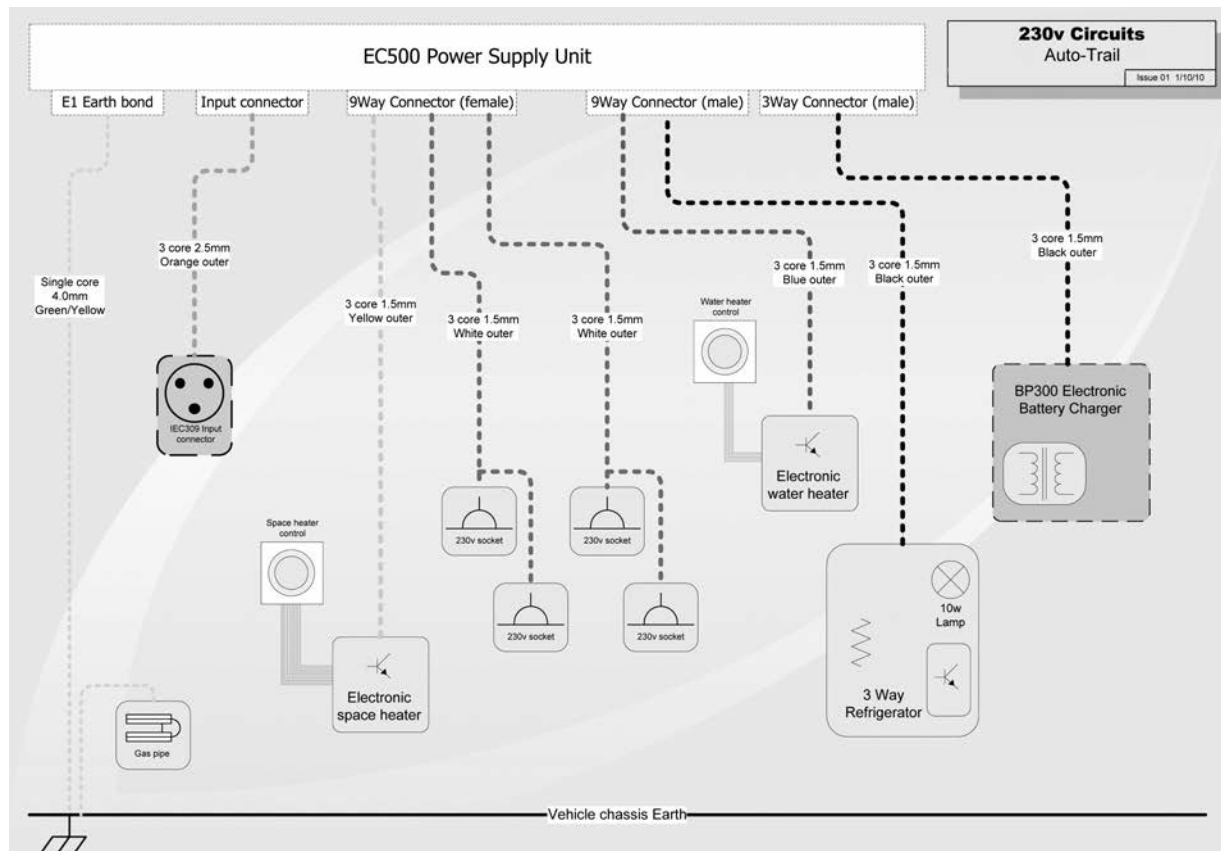 230v Circuits
Auto-Trail
Issue 01 1/10/10
EC500 Power Supply Unit
E1 Earth bond
Input connector
9Way Connector (female)
9Way Connector (male)
3Way Connector (male)
3 core 2.5mm
Orange outer
Single core
4.0mm
Green/Yellow
3 core 1.5mm
Yellow outer
3 core 1.5mm
White outer
3 core 1.5mm
White outer
3 core 1.5mm
Blue outer
3 core 1.5mm
Black outer
3 core 1.5mm
Black outer
Water heater
control
IEC309 Input
connector
BP300 Electronic
Battery Charger
Electronic
water heater
230v socket
230v socket
Space heater
control
230v socket
230v socket
10w
Lamp
3 Way
Refrigerator
Electronic
space heater
Gas pipe
Vehicle chassis Earth